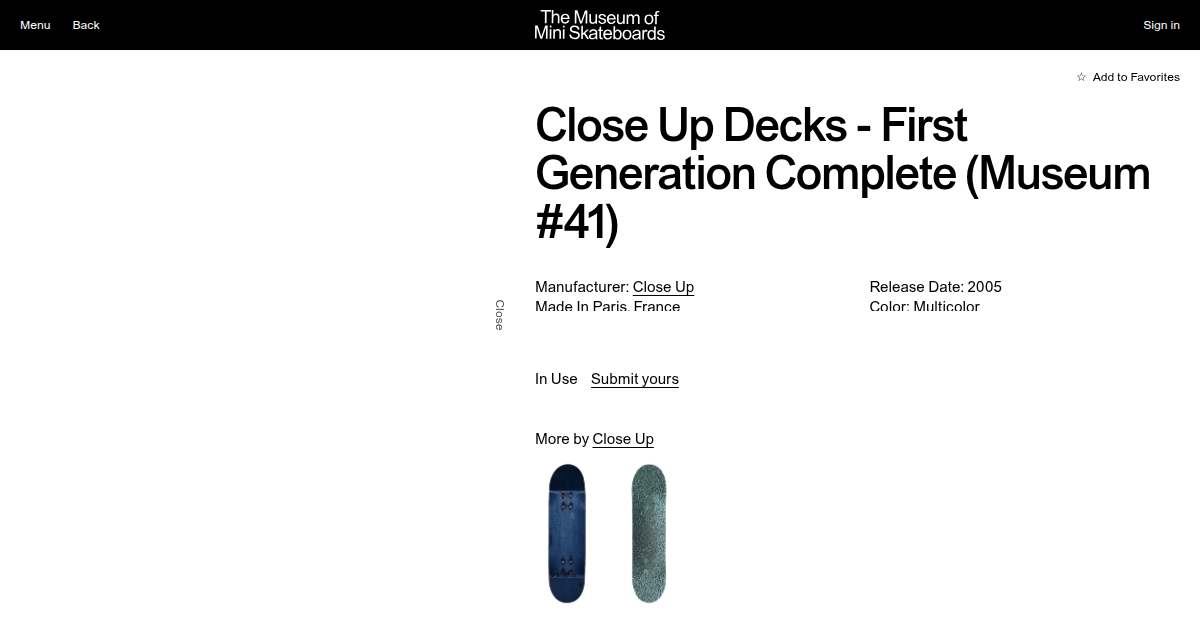 Menu
Back
The Museum of
Mini Skateboards
Sign in
☆ Add to Favorites
Close Up Decks - First
Generation Complete (Museum
#41)
Manufacturer: Close Up
Release Date: 2005
Made In Paris, France
Color: Multicolor
Close
In Use
Submit yours
More by Close Up